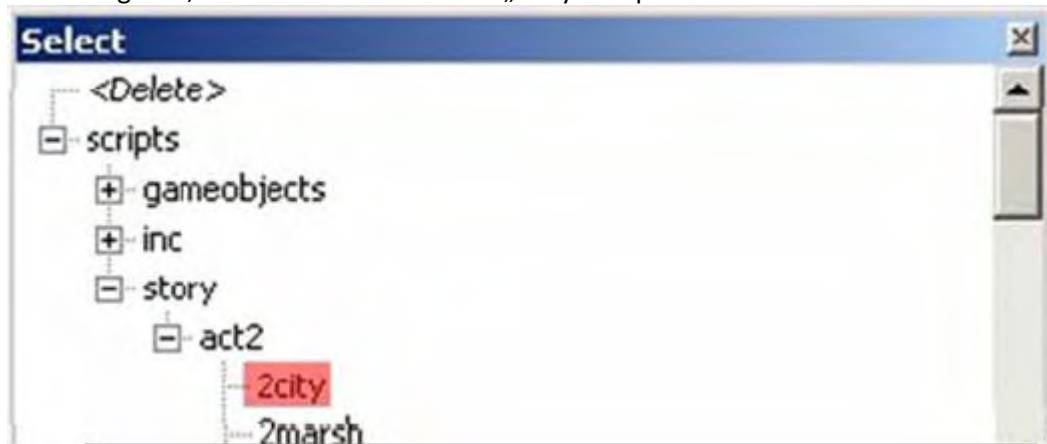 Select
<Delete>
scripts
gameobjects
inc
story
act2
2city
2marsh